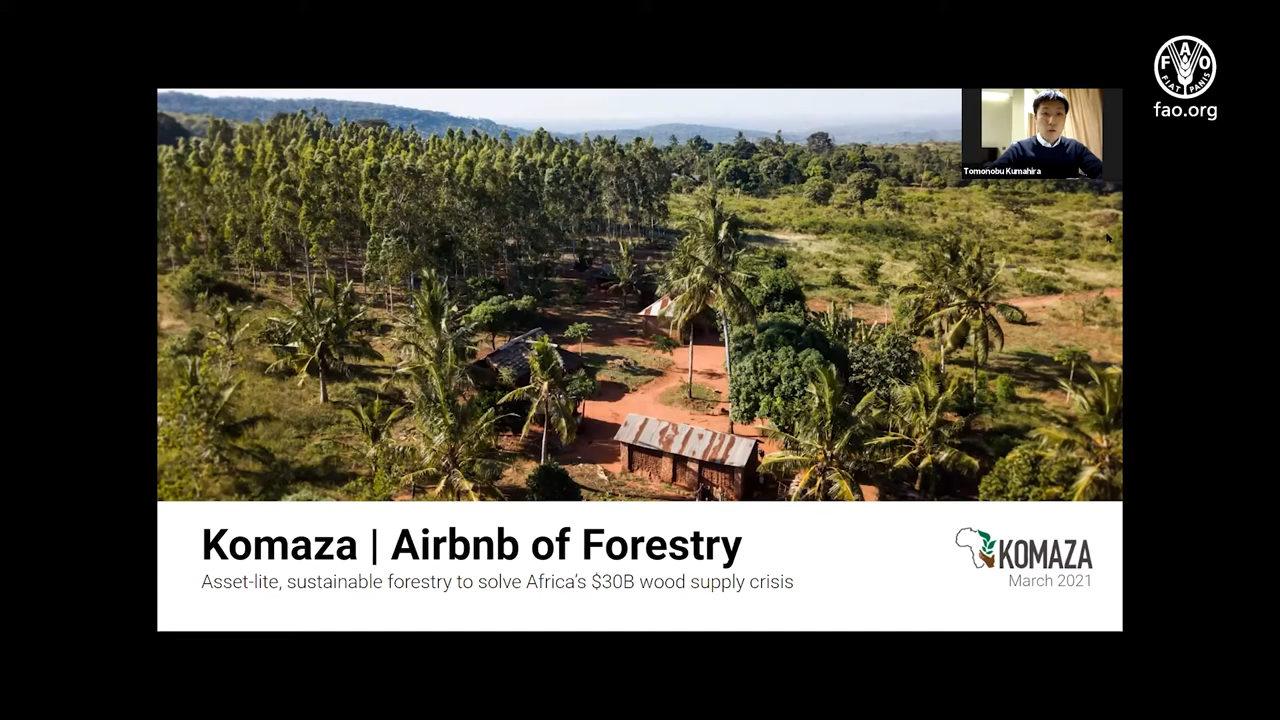 FAO
FIAT PANIS
fao.org
Tomonobu Kumahira
Komaza | Airbnb of Forestry
Asset-lite, sustainable forestry to solve Africa's $30B wood supply crisis
KOMAZA
March 2021